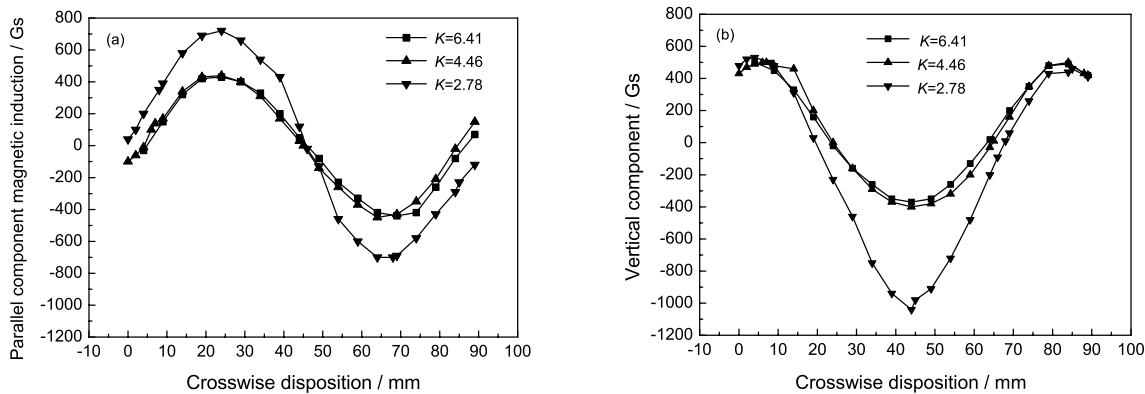 (a)
K=6.41
K=4.46
K=2.78
Parallel component magnetic induction / Gs
800
600
400
200
0
-200
-400
-600
-800
-1000
-1200
-10 0 10 20 30 40 50 60 70 80 90 100
Crosswise disposition / mm
(b)
K=6.41
K=4.46
K=2.78
Vertical component / Gs
800
600
400
200
0
-200
-400
-600
-800
-1000
-1200
-10 0 10 20 30 40 50 60 70 80 90 100
Crosswise disposition / mm